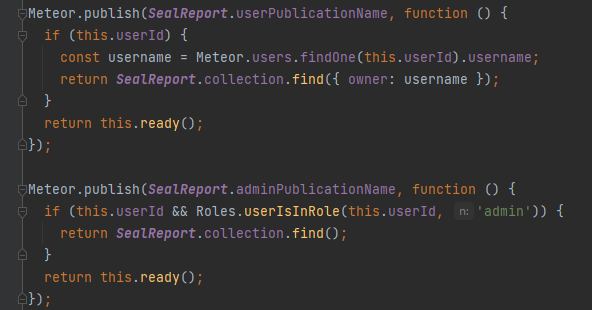 Meteor.publish(SealReport.userPublicationName, function () {
  if (this.userId) {
    const username = Meteor.users.findOne(this.userId).username;
    return SealReport.collection.find({ owner: username });
  }
  return this.ready();
});

Meteor.publish(SealReport.adminPublicationName, function () {
  if (this.userId && Roles.userIsInRole(this.userId, n: 'admin')) {
    return SealReport.collection.find();
  }
  return this.ready();
});